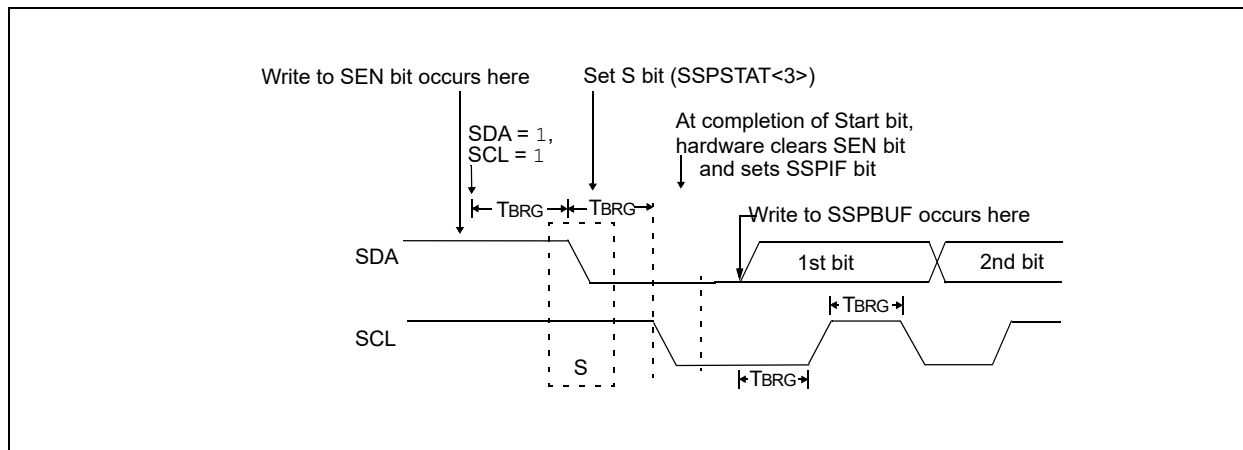 Write to SEN bit occurs here
Set S bit (SSPSTAT<3>)
SDA = 1,
SCL = 1
At completion of Start bit,
hardware clears SEN bit
and sets SSPIF bit
TBRG
TBRG
Write to SSPBUF occurs here
SDA
1st bit
2nd bit
TBRG
SCL
S
TBRG